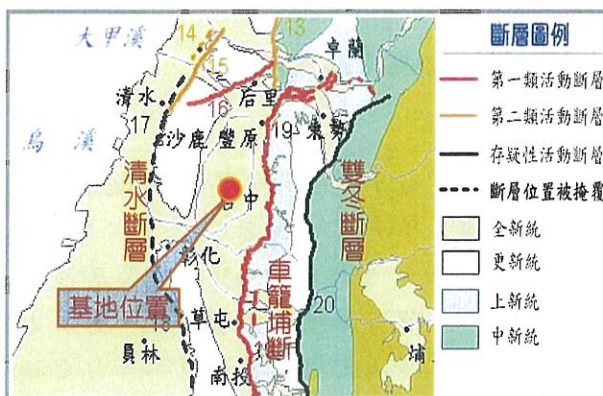 大甲溪
烏溪
14
15
13
卓蘭
清水
17
16
后里
沙鹿
豐原
19
東勢
清水斷層
雙冬斷層
台中
彰化
基地位置
車籠埔斷
草屯
20
員林
南投
埔
斷層圖例
第一類活動斷層
第二類活動斷層
存疑性活動斷層
斷層位置被掩覆
全新統
更新統
上新統
中新統